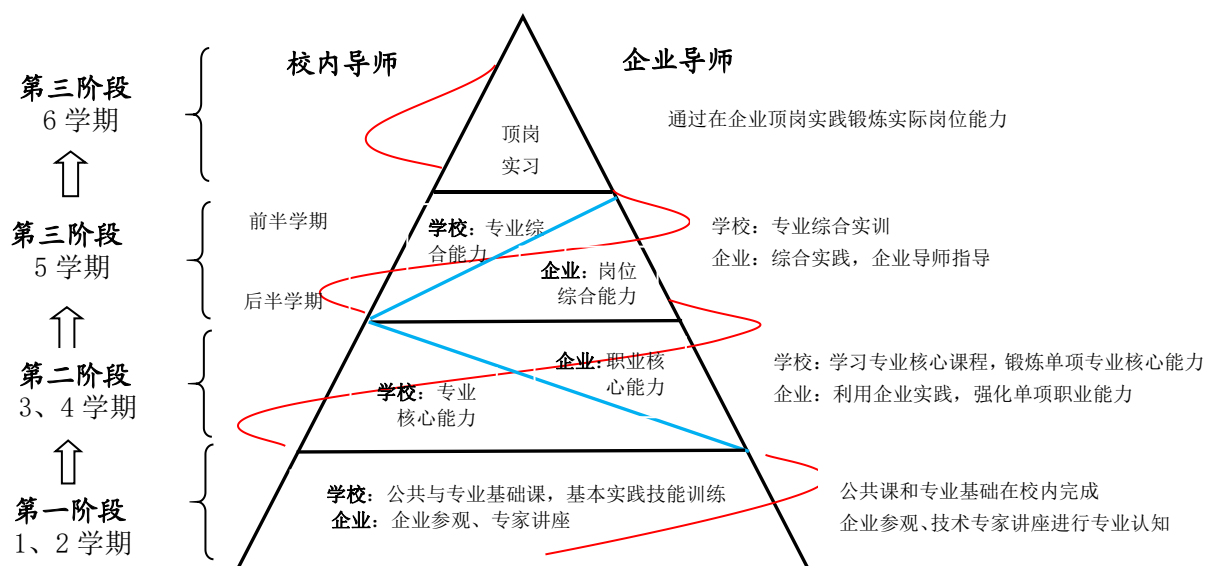 校内导师
企业导师
第三阶段
6 学期
顶岗
实习
通过在企业顶岗实践锻炼实际岗位能力
第三阶段
5 学期
前半学期
后半学期
学校：专业综
合能力
企业：岗位
综合能力
学校：专业综合实训
企业：综合实践，企业导师指导
第二阶段
3、4 学期
学校：专业
核心能力
企业：职业核
心能力
学校：学习专业核心课程，锻炼单项专业核心能力
企业：利用企业实践，强化单项职业能力
第一阶段
1、2 学期
学校：公共与专业基础课，基本实践技能训练
企业：企业参观、专家讲座
公共课和专业基础在校内完成
企业参观、技术专家讲座进行专业认知